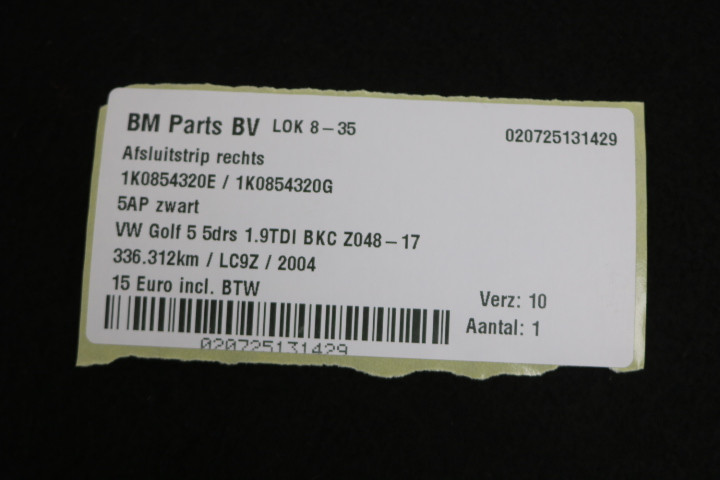 BM Parts BV LOK 8-35 020725131429
Afsluitstrip rechts
1K0854320E / 1K0854320G
5AP zwart
VW Golf 5 5drs 1.9TDI BKC Z048-17
336.312km / LC9Z / 2004
15 Euro incl. BTW
Verz: 10
Aantal: 1
020725131429